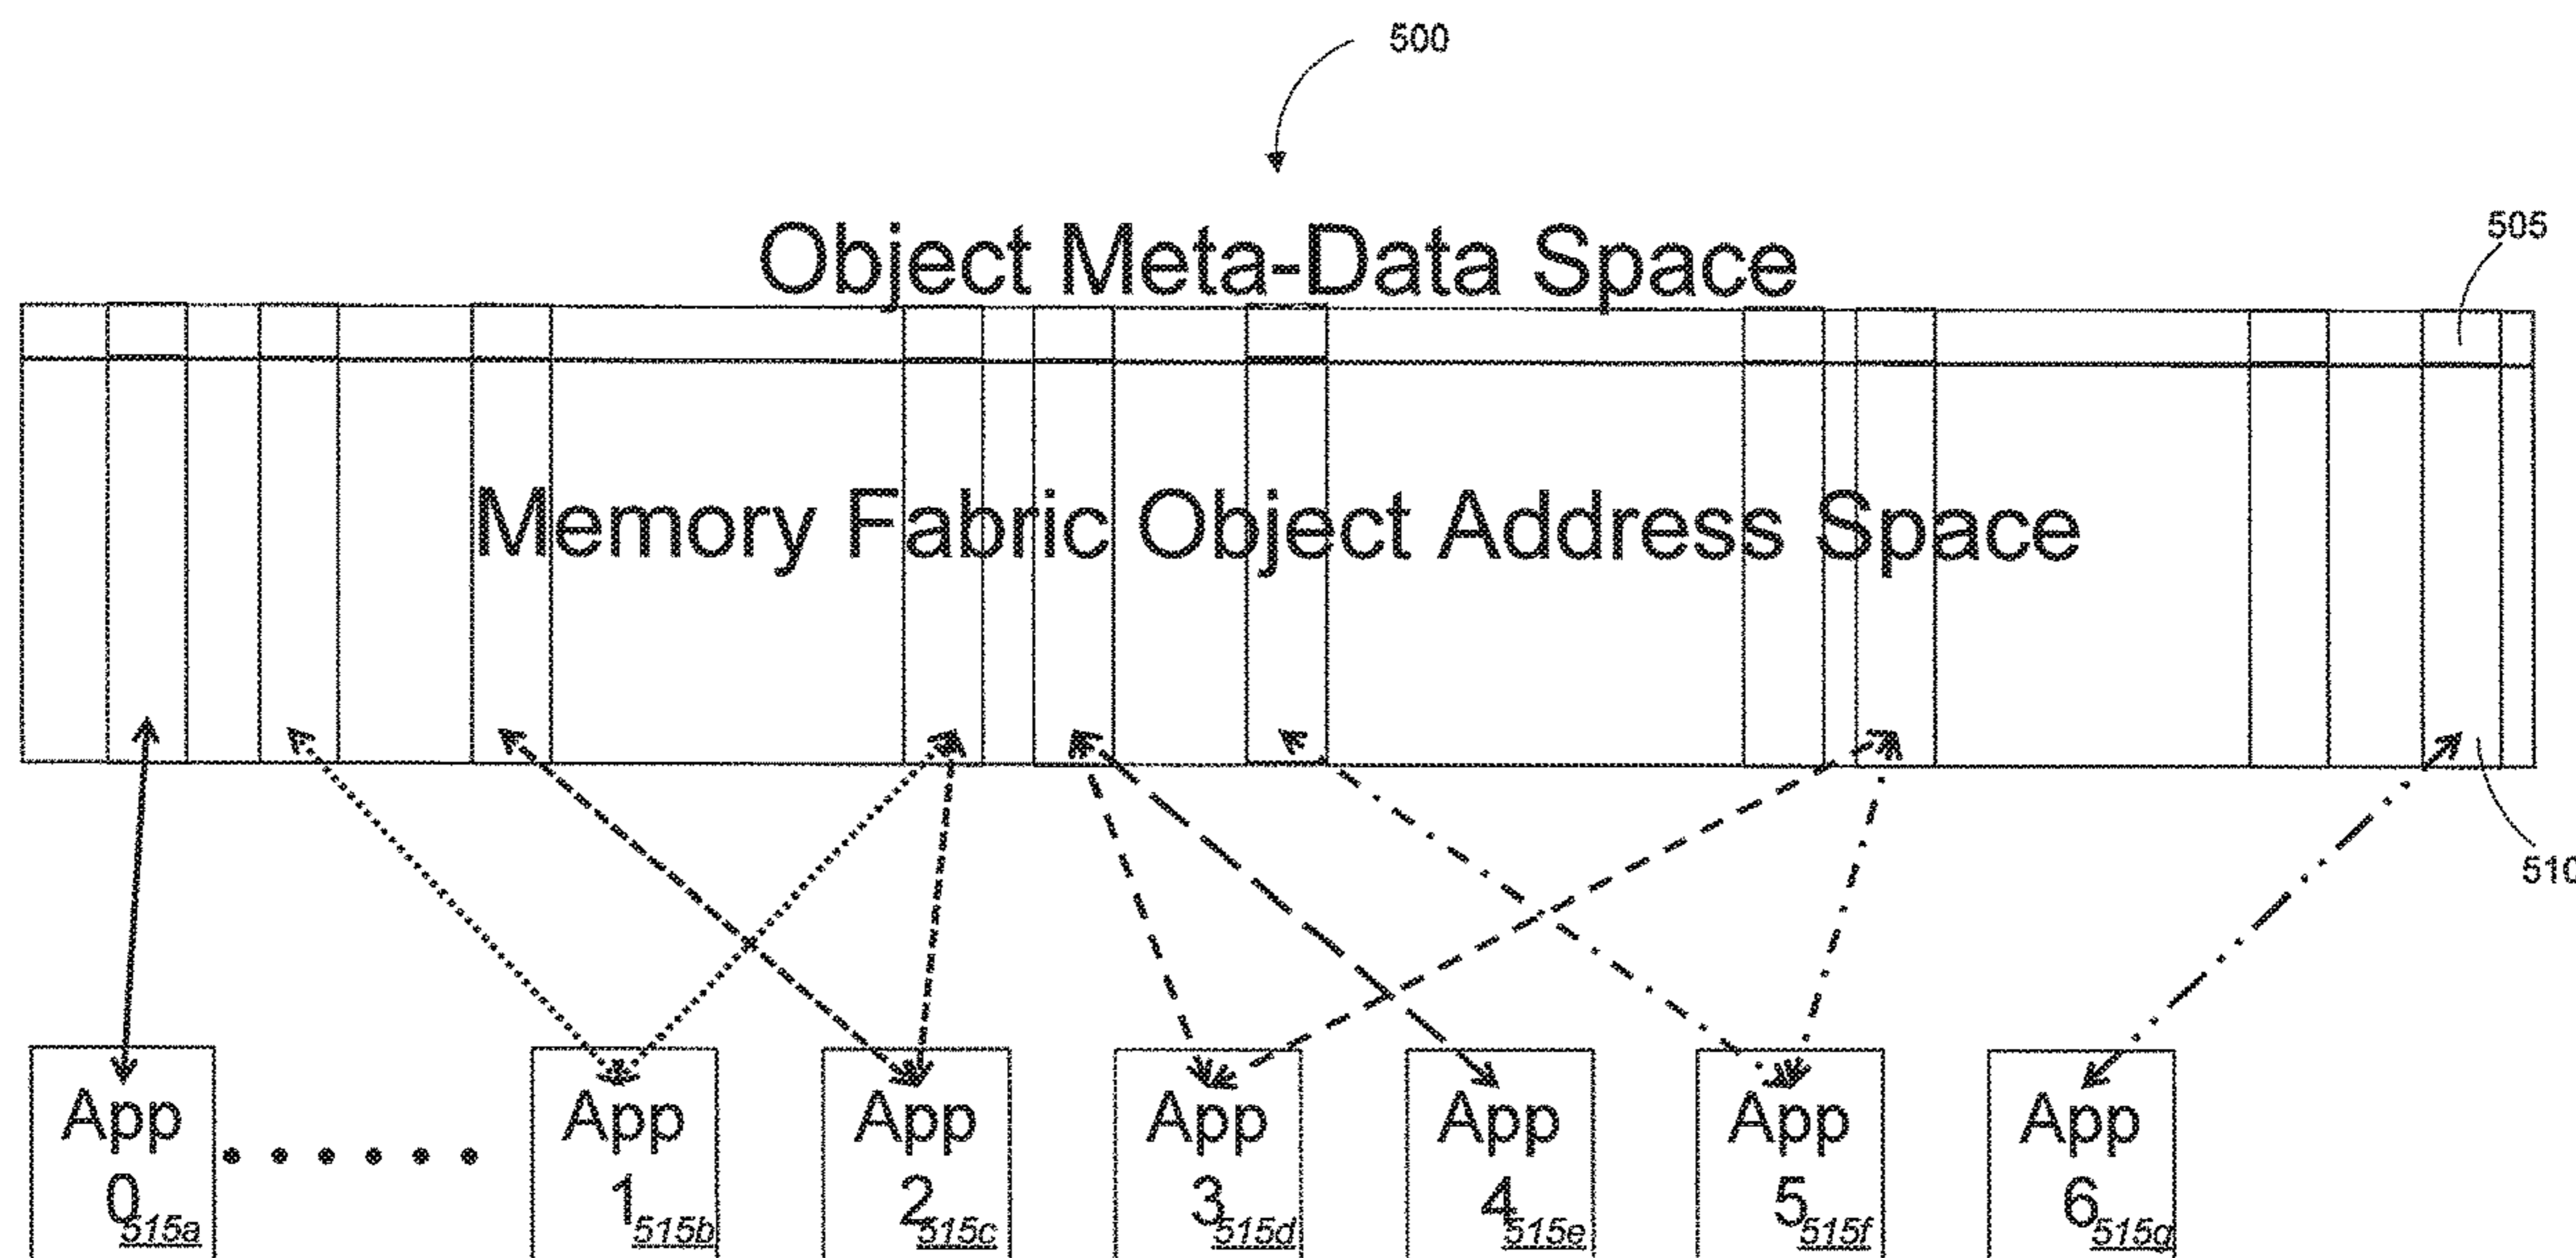 500
Object Meta-Data Space
505
Memory Fabric Object Address Space
510
App
0
515a
App
1
515b
App
2
515c
App
3
515d
App
4
515e
App
5
515f
App
6
515g